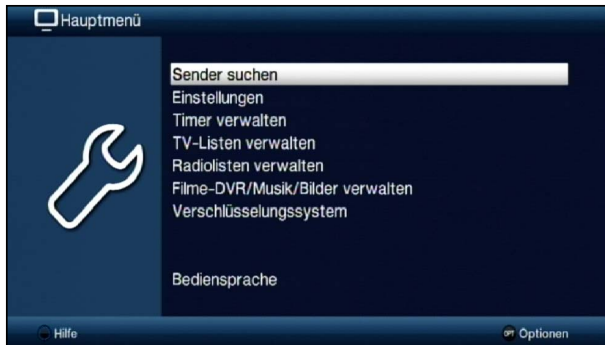 Hauptmenü
Sender suchen
Einstellungen
Timer verwalten
TV-Listen verwalten
Radiolisten verwalten
Filme-DVR/Musik/Bilder verwalten
Verschlüsselungssystem
Bediensprache
Hilfe
OPT Optionen